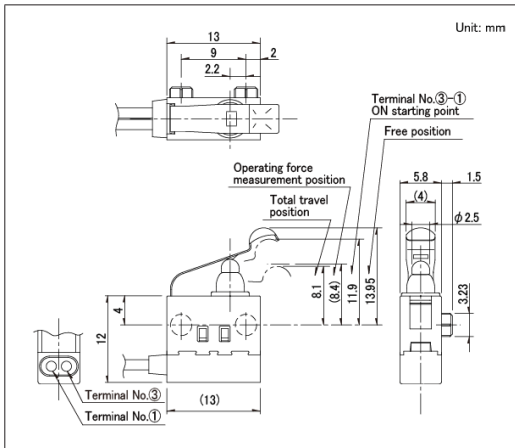 Unit: mm
13
9
2
2.2
Terminal No.③-①
ON starting point
Free position
Operating force
measurement position
Total travel
position
5.8
1.5
(4)
φ2.5
8.1
(8.4)
11.9
13.95
3.23
4
12
(13)
Terminal No.③
Terminal No.①